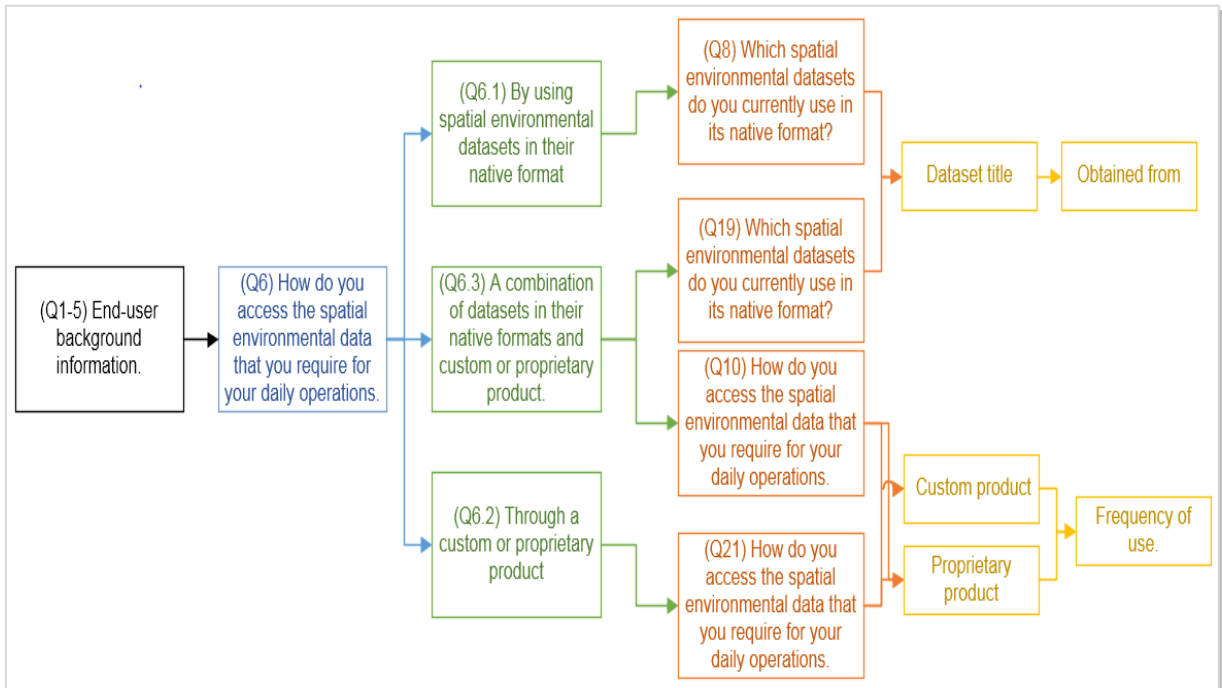 (Q1-5) End-user
background
information.
(Q6) How do you
access the spatial
environmental data
that you require for
your daily operations.
(Q6.1) By using
spatial environmental
datasets in their
native format
(Q6.3) A combination
of datasets in their
native formats and
custom or proprietary
product.
(Q6.2) Through a
custom or proprietary
product
(Q8) Which spatial
environmental datasets
do you currently use in
its native format?
(Q19) Which spatial
environmental datasets
do you currently use in
its native format?
(Q10) How do you
access the spatial
environmental data that
you require for your
daily operations.
(Q21) How do you
access the spatial
environmental data that
you require for your
daily operations.
Dataset title
Obtained from
Custom product
Proprietary
product
Frequency of
use.